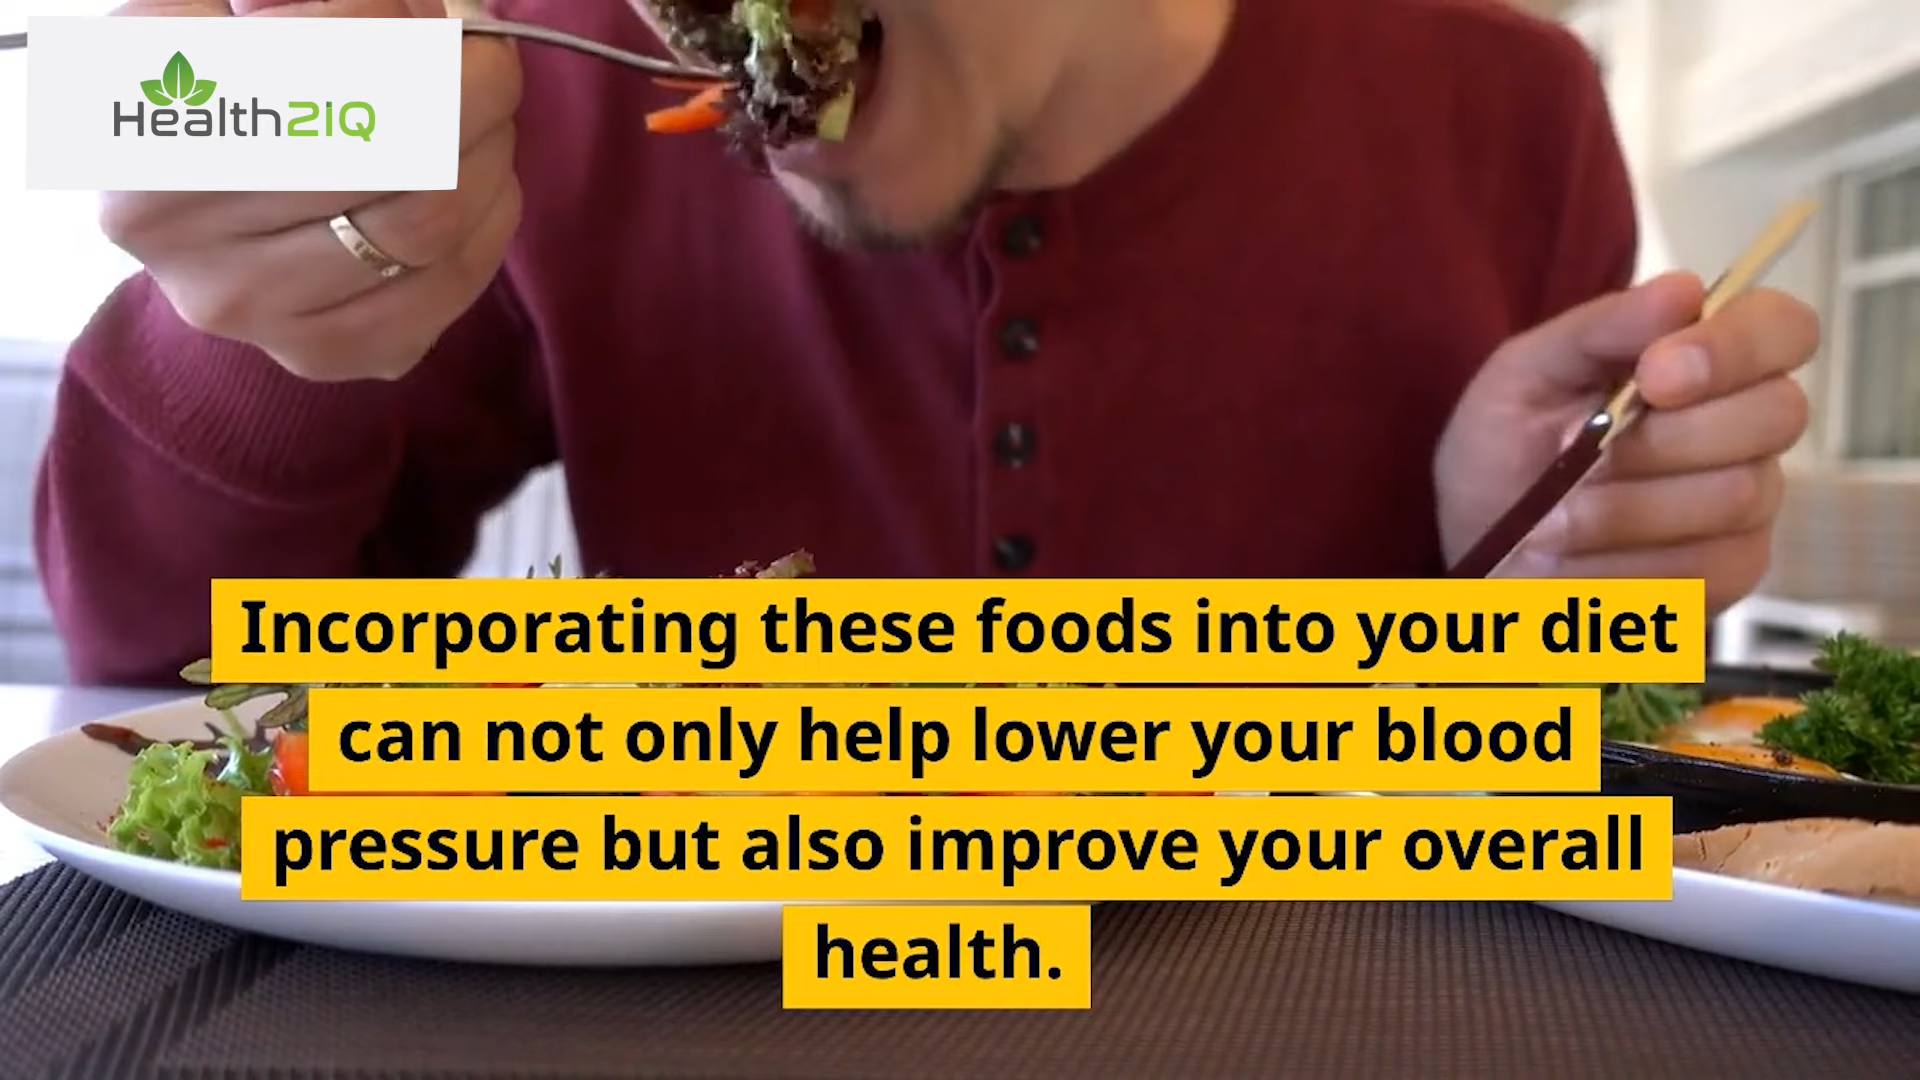 Health2iQ
Incorporating these foods into your diet
can not only help lower your blood
pressure but also improve your overall
health.